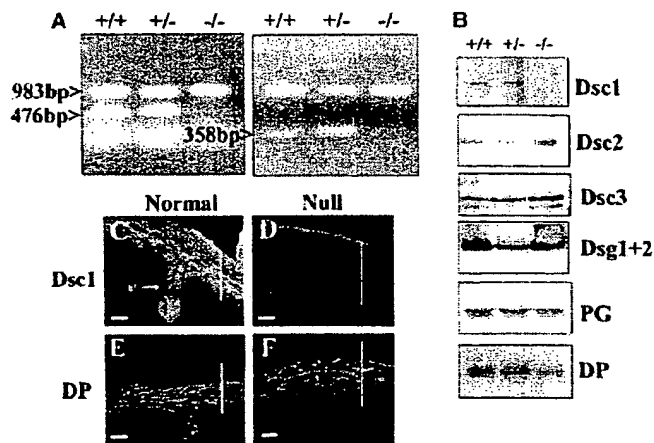 A +/+ +/- -/- +/+ +/- -/-
983bp>
476bp>
358bp>
B
+/+ +/- -/-
Dsc1
Dsc2
Dsc3
Dsg1+2
PG
DP
Normal Null
Dsc1 C D
DP E F